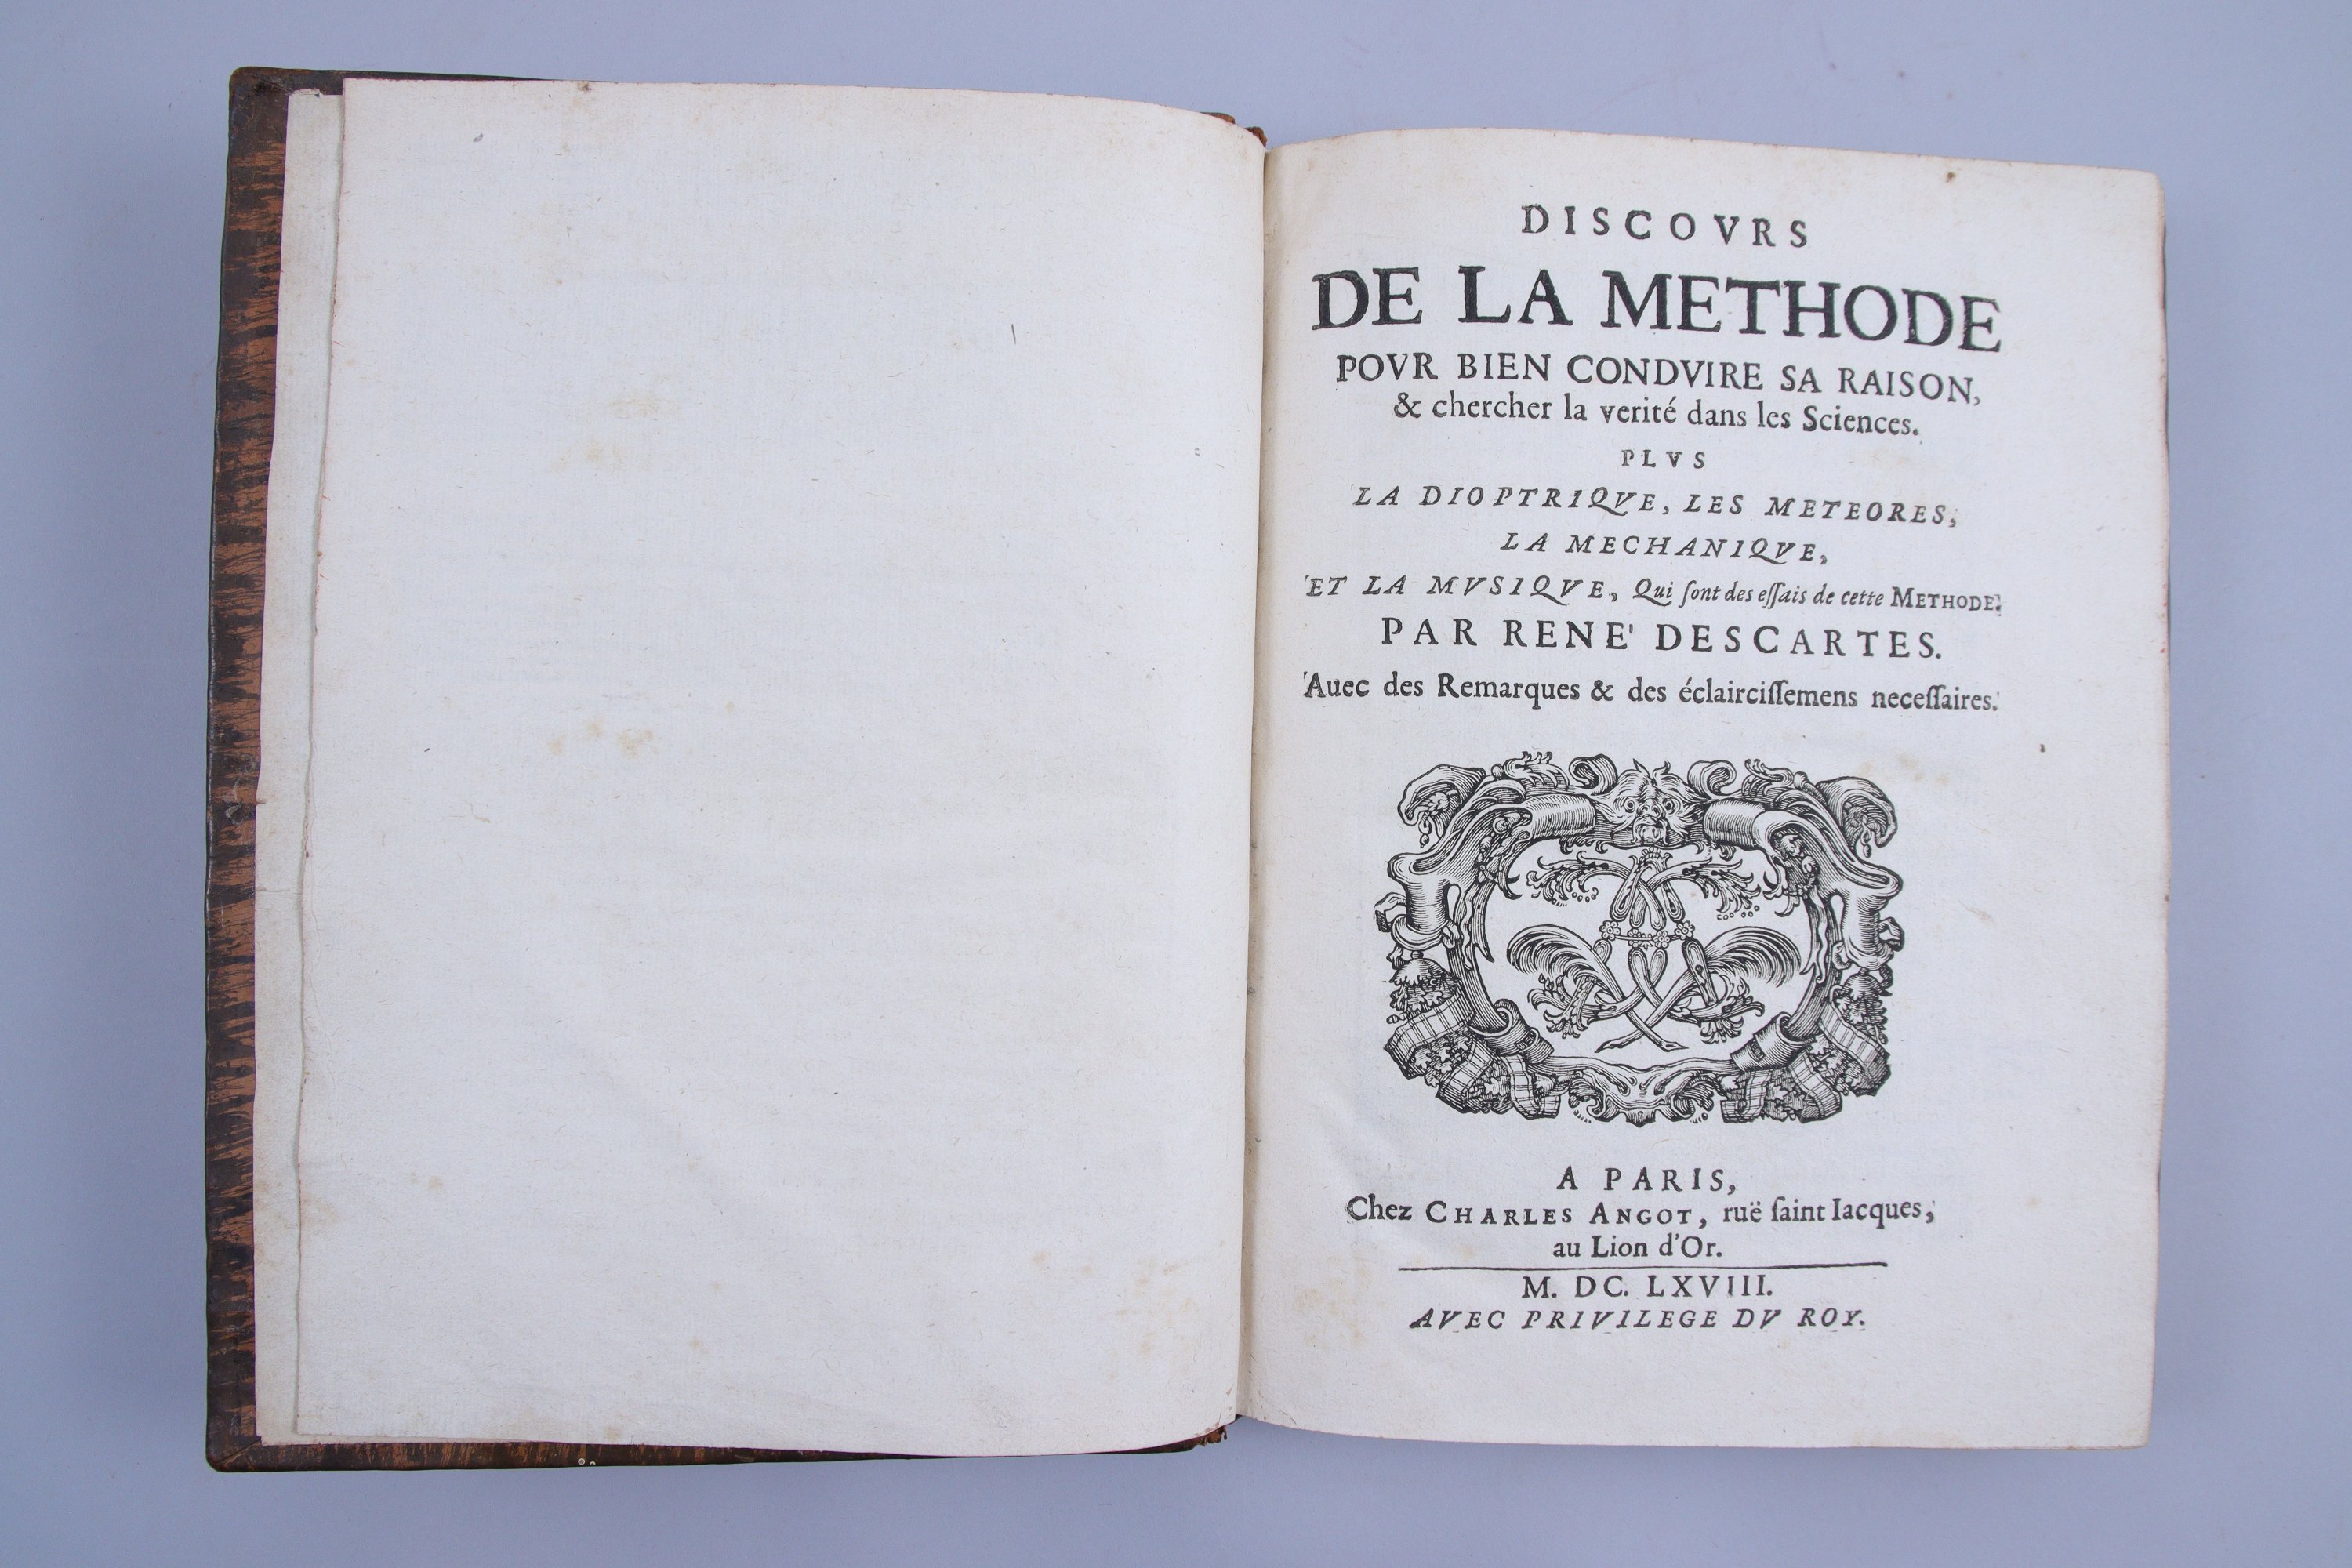 DISCOVRS
DE LA METHODE
POVR BIEN CONDVIRE SA RAISON,
& chercher la verité dans les Sciences.
PLVS
LA DIOPTRIQVE, LES METEORES,
LA MECHANIQVE,
ET LA MVSIQVE, Qui ſont des eſſais de cette METHODE.
PAR RENE' DESCARTES.
Auec des Remarques & des éclairciſſemens neceſſaires.
A PARIS,
Chez CHARLES ANGOT, ruë ſaint Iacques,
au Lion d'Or.
M. DC. LXVIII.
AVEC PRIVILEGE DV ROY.